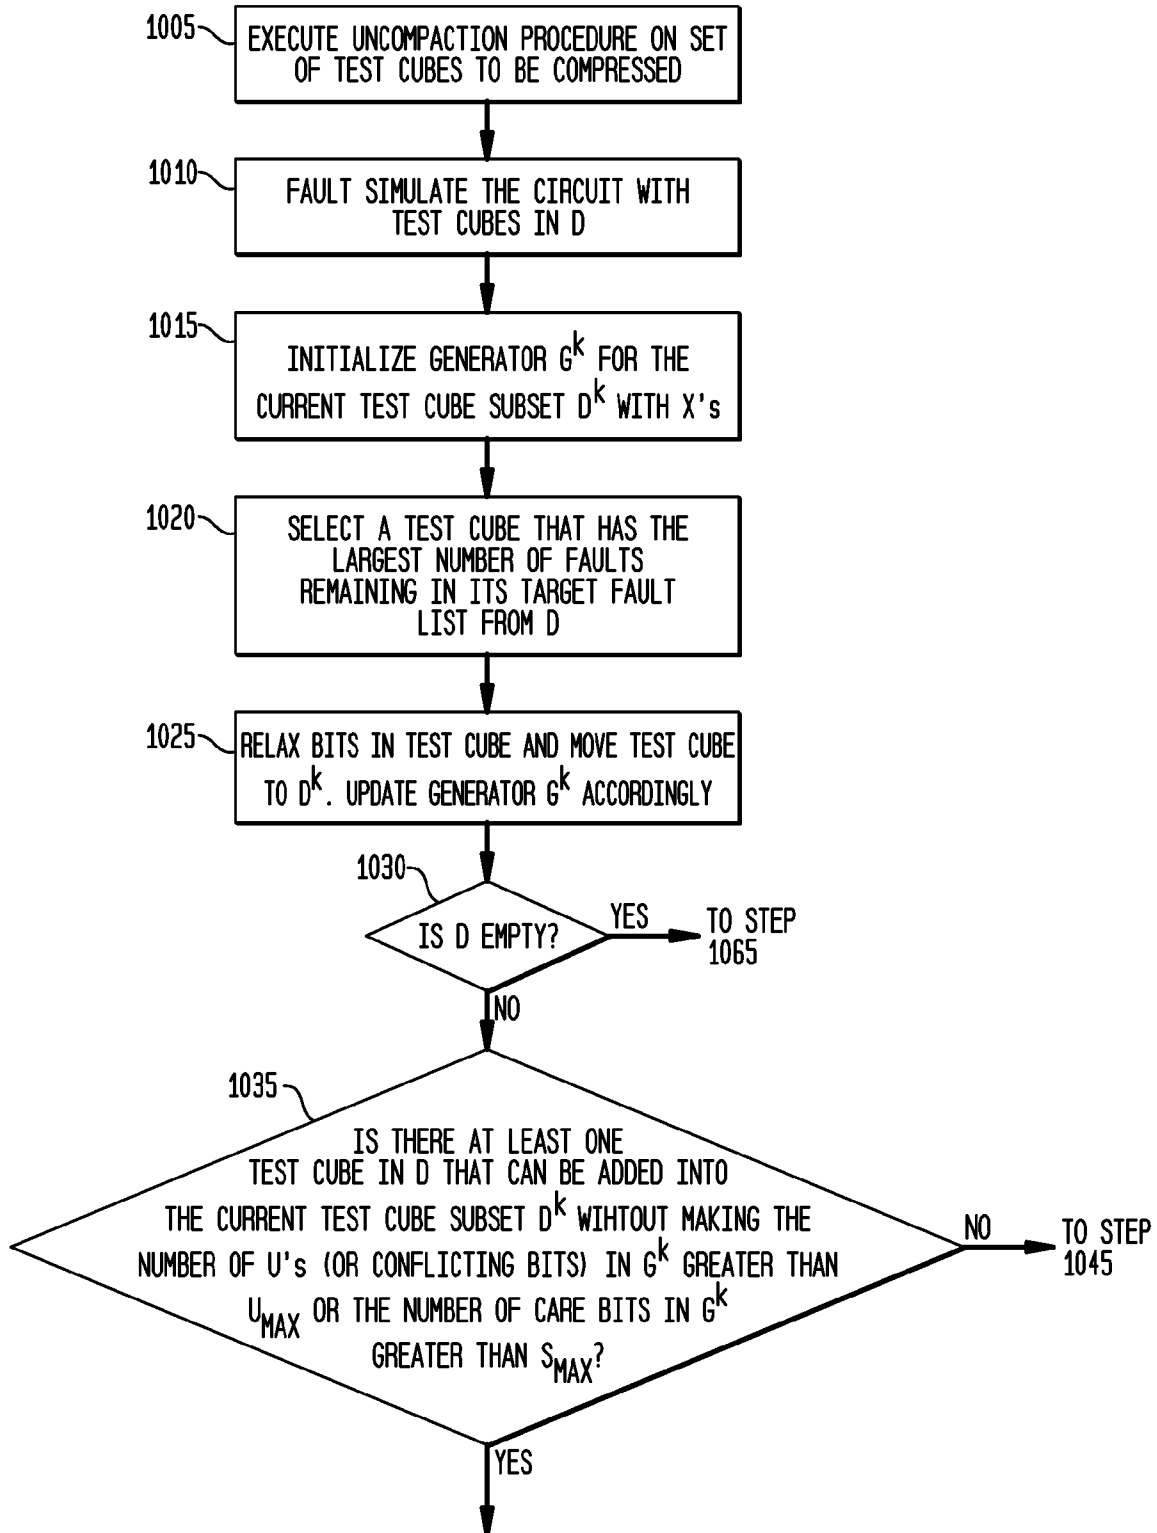 1005
EXECUTE UNCOMPACTION PROCEDURE ON SET
OF TEST CUBES TO BE COMPRESSED
1010
FAULT SIMULATE THE CIRCUIT WITH
TEST CUBES IN D
1015
INITIALIZE GENERATOR G^k FOR THE
CURRENT TEST CUBE SUBSET D^k WITH X's
1020
SELECT A TEST CUBE THAT HAS THE
LARGEST NUMBER OF FAULTS
REMAINING IN ITS TARGET FAULT
LIST FROM D
1025
RELAX BITS IN TEST CUBE AND MOVE TEST CUBE
TO D^k. UPDATE GENERATOR G^k ACCORDINGLY
1030
IS D EMPTY?
YES
TO STEP
1065
NO
1035
IS THERE AT LEAST ONE
TEST CUBE IN D THAT CAN BE ADDED INTO
THE CURRENT TEST CUBE SUBSET D^k WIHTOUT MAKING THE
NUMBER OF U's (OR CONFLICTING BITS) IN G^k GREATER THAN
U_MAX OR THE NUMBER OF CARE BITS IN G^k
GREATER THAN S_MAX?
NO
TO STEP
1045
YES